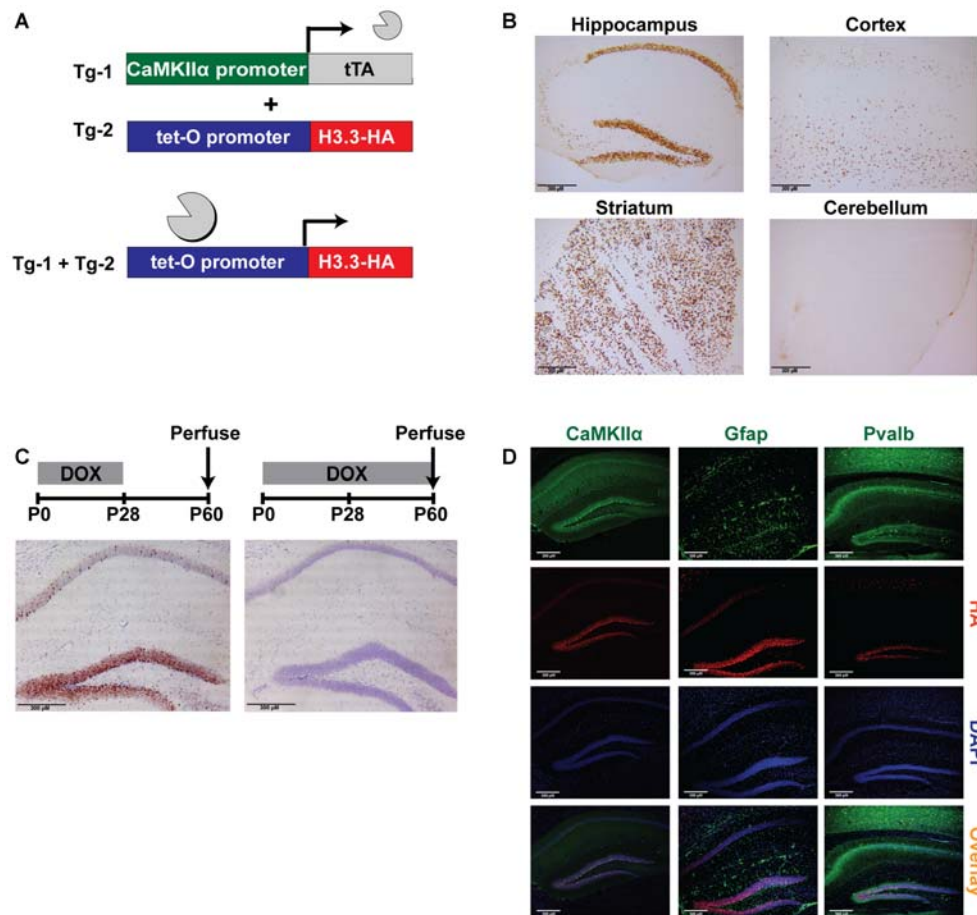 A
CaMKIIα promoter tTA
Tg-1
+
Tg-2
tet-O promoter H3.3-HA
Tg-1 + Tg-2
tet-O promoter H3.3-HA
B
Hippocampus Cortex
Striatum Cerebellum
C
Perfuse Perfuse
DOX DOX
P0 P28 P60 P0 P28 P60
D
CaMKIIα Gfap Pvalb
HA
DAPI
Overlay